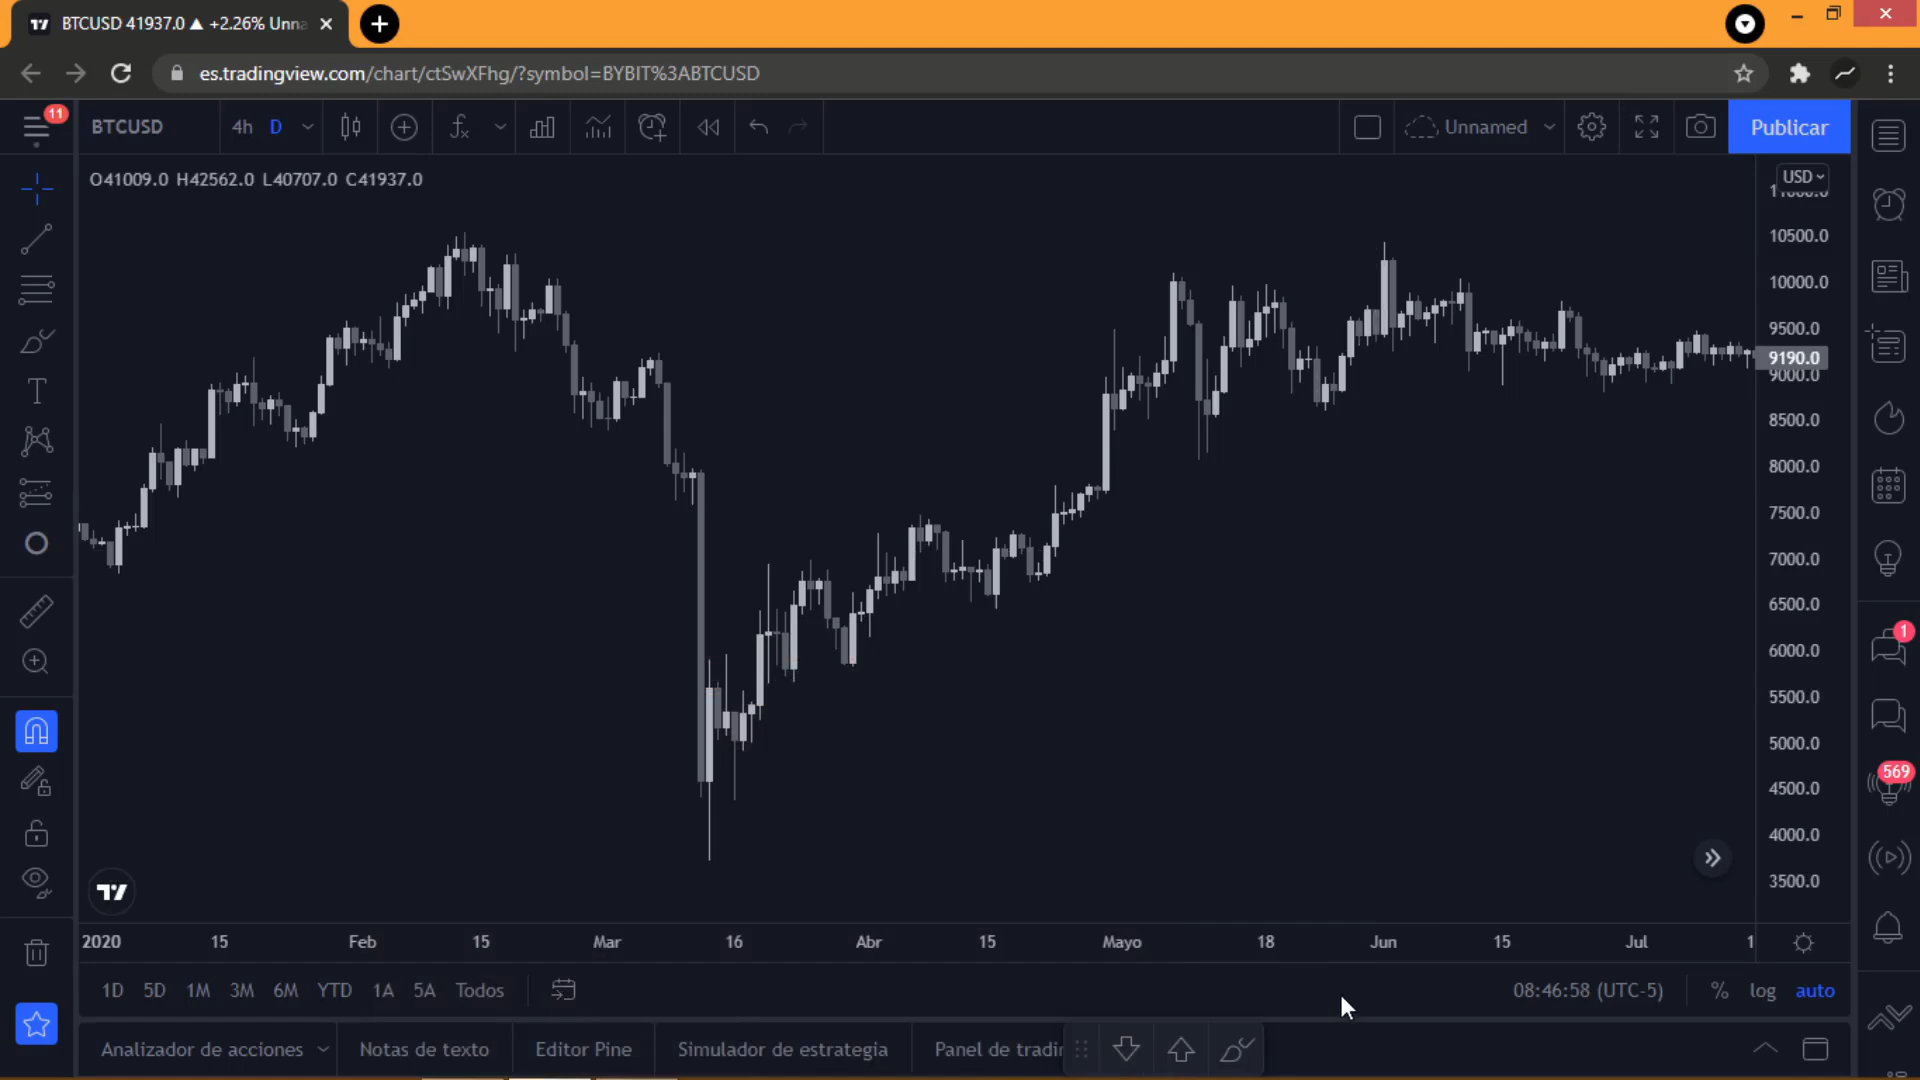 BTCUSD 41937.0 ▲ +2.26% Unna
es.tradingview.com/chart/ctSwXFhg/?symbol=BYBIT%3ABTCUSD
11
BTCUSD 4h D Unnamed Publicar
O41009.0 H42562.0 L40707.0 C41937.0
USD
11000.0
10500.0
10000.0
9500.0
9190.0
9000.0
8500.0
8000.0
7500.0
7000.0
6500.0
6000.0
5500.0
5000.0
4500.0
4000.0
3500.0
1
569
2020 15 Feb 15 Mar 16 Abr 15 Mayo 18 Jun 15 Jul 1
1D 5D 1M 3M 6M YTD 1A 5A Todos 08:46:58 (UTC-5) % log auto
Analizador de acciones Notas de texto Editor Pine Simulador de estrategia Panel de tradin